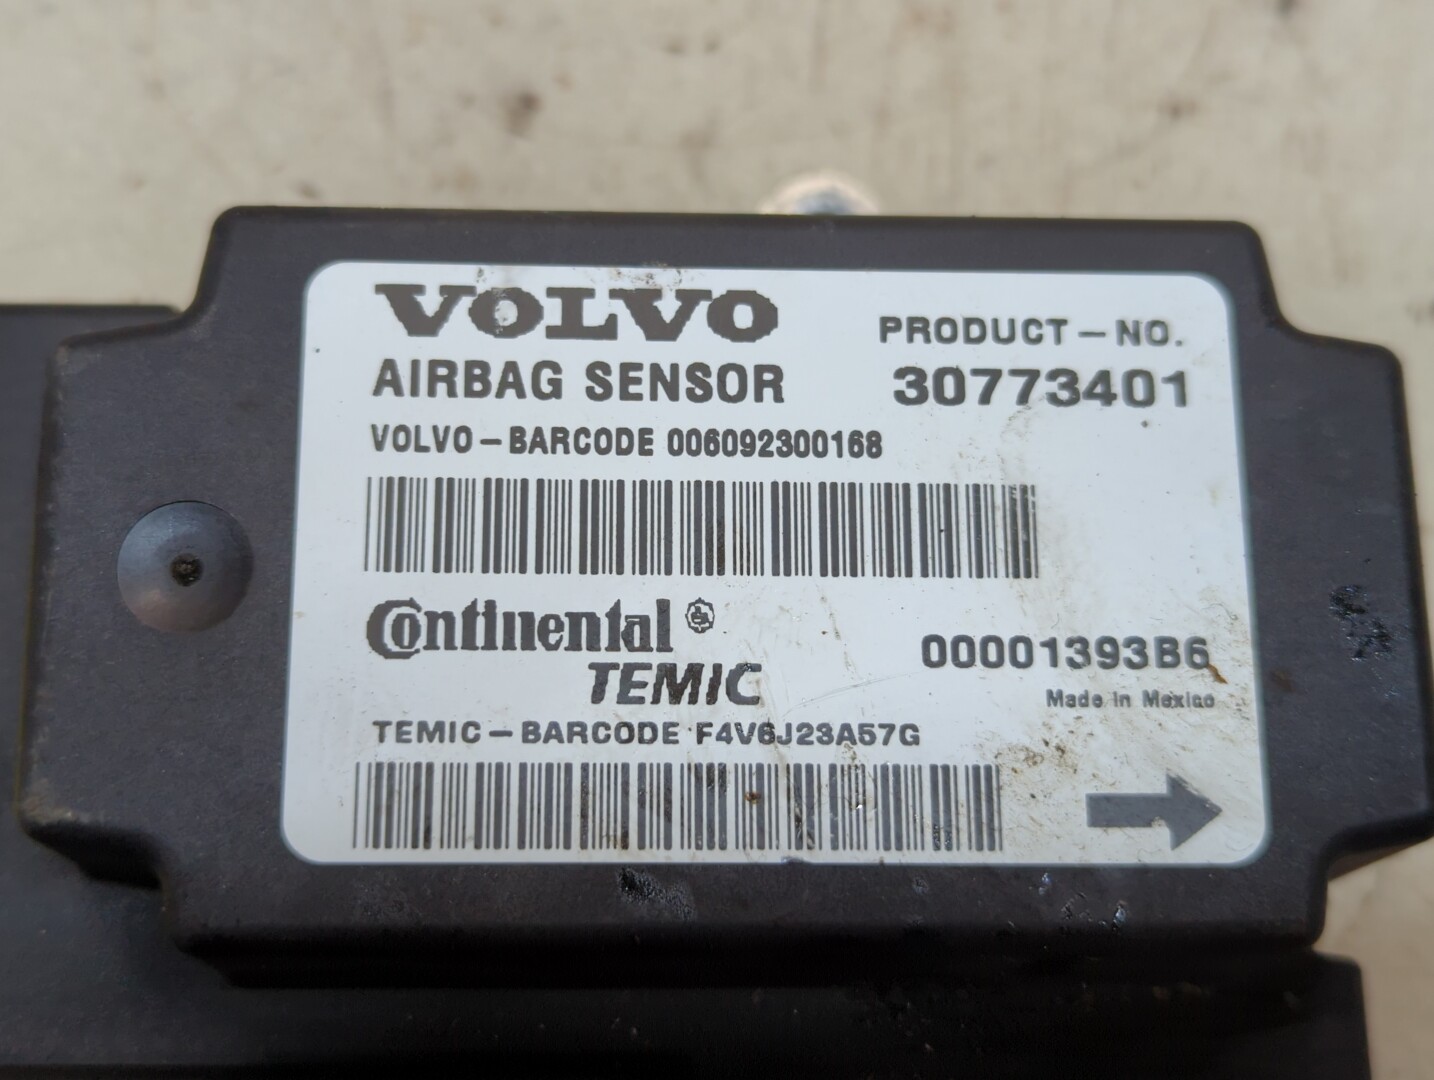 VOLVO
PRODUCT-NO.
AIRBAG SENSOR
30773401
VOLVO-BARCODE 006092300168
Continental
TEMIC
00001393B6
Made in Mexico
TEMIC-BARCODE F4V6J23A57G